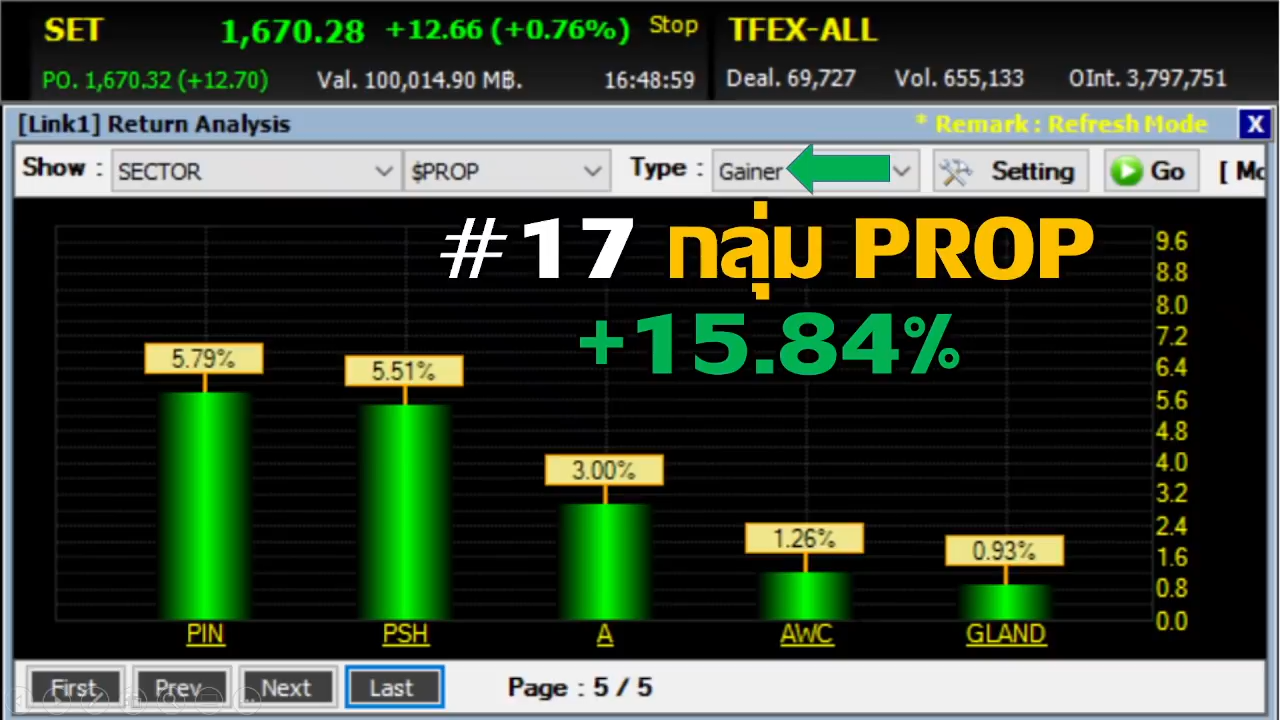 SET 1,670.28 +12.66 (+0.76%) Stop TFEX-ALL
PO. 1,670.32 (+12.70) Val. 100,014.90 M฿. 16:48:59 Deal. 69,727 Vol. 655,133 OInt. 3,797,751
[Link1] Return Analysis * Remark : Refresh Mode X
Show : SECTOR $PROP Type : Gainer Setting Go [ Mo
#17 กลุ่ม PROP
+15.84%
9.6
8.8
8.0
7.2
6.4
5.6
4.8
4.0
3.2
2.4
1.6
0.8
0.0
5.79% 5.51% 3.00% 1.26% 0.93%
PIN PSH A AWC GLAND
First Prev Next Last Page : 5 / 5